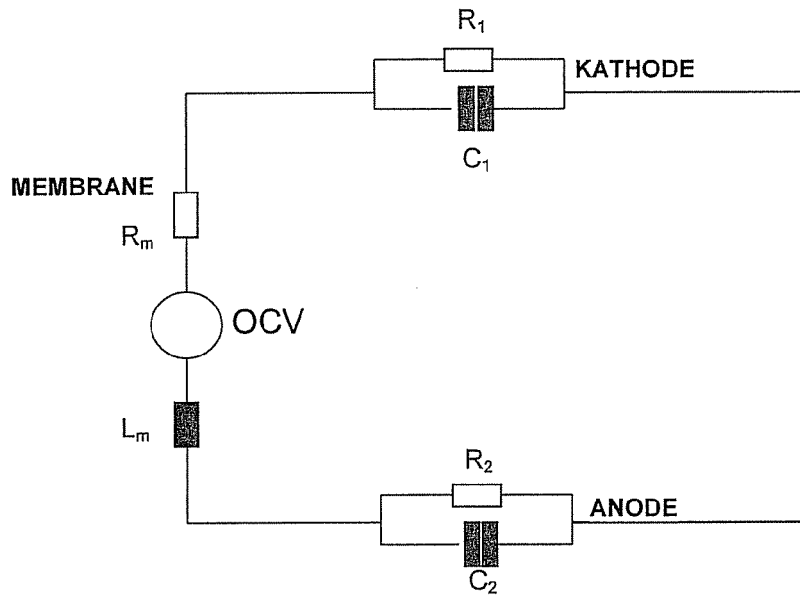 R₁
KATHODE
C₁
MEMBRANE
Rₘ
OCV
Lₘ
R₂
ANODE
C₂